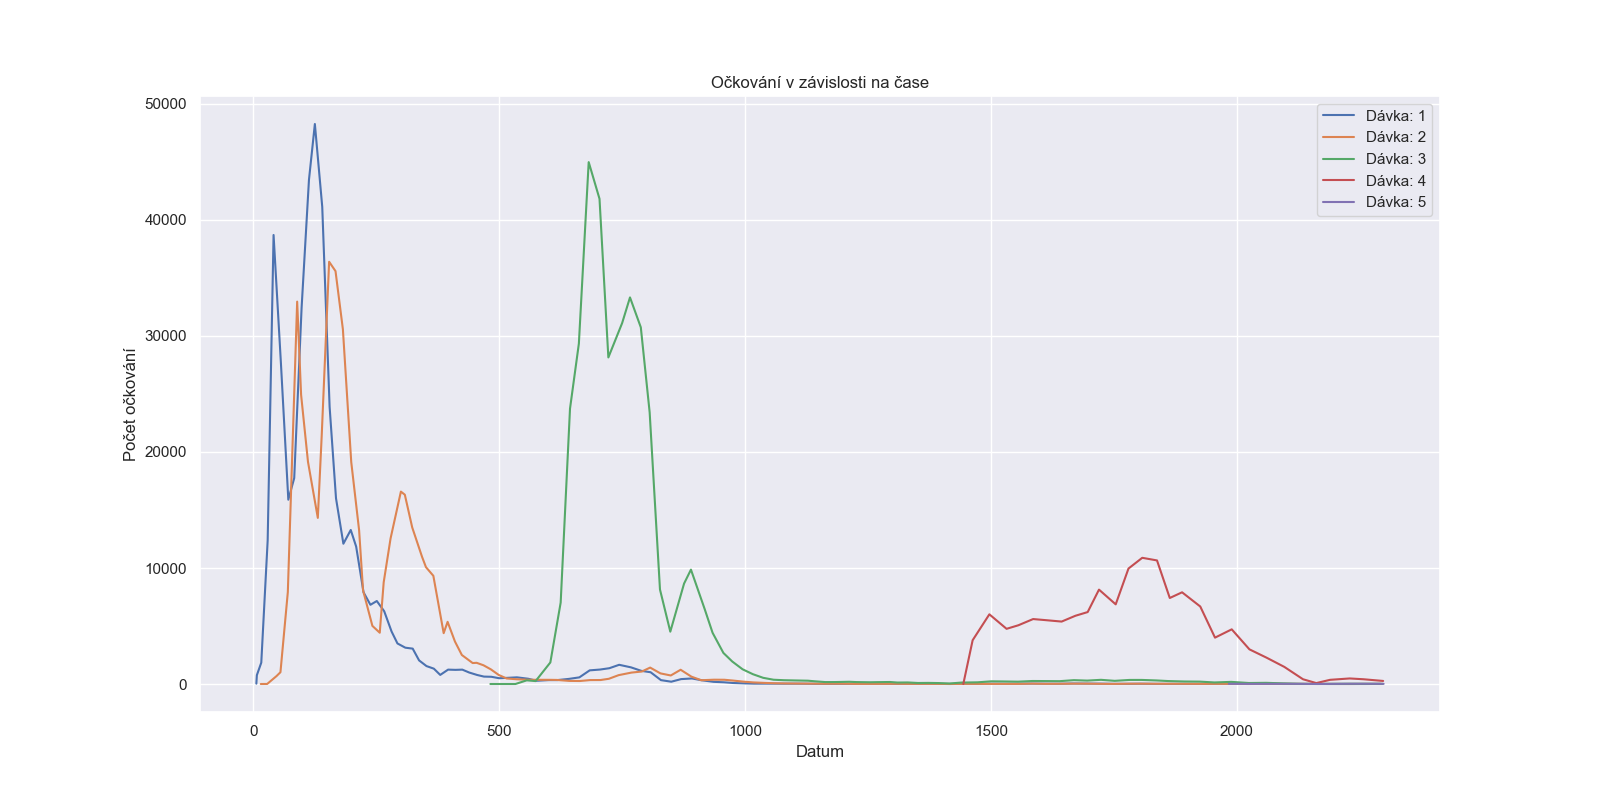 Očkování v závislosti na čase
50000
40000
30000
20000
10000
0
Počet očkování
0 500 1000 1500 2000
Datum
Dávka: 1
Dávka: 2
Dávka: 3
Dávka: 4
Dávka: 5